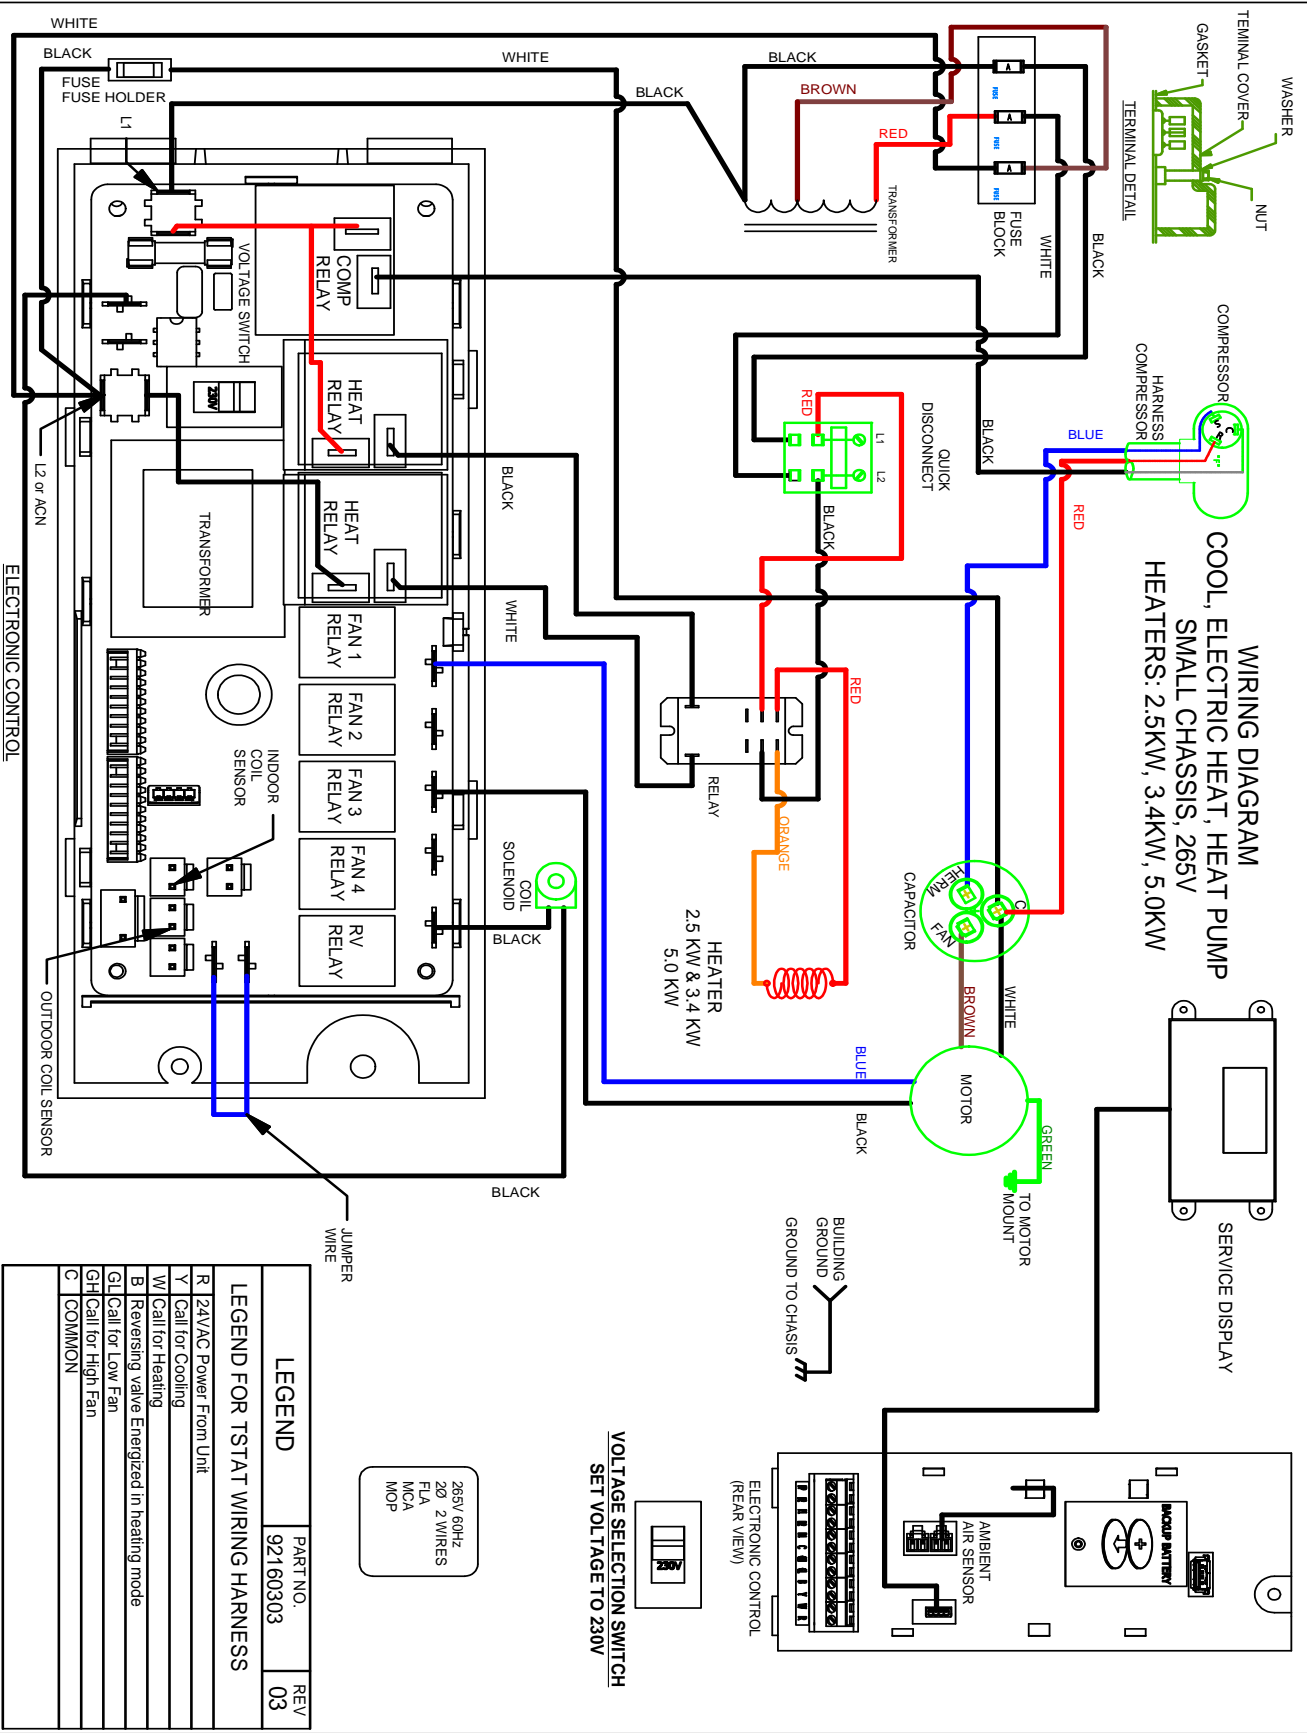 WIRING DIAGRAM
COOL, ELECTRIC HEAT, HEAT PUMP
SMALL CHASSIS, 265V
HEATERS: 2.5KW, 3.4KW, 5.0KW
WASHER
TEMINAL COVER
GASKET
NUT
TERMINAL DETAIL
COMPRESSOR
HARNESS
COMPRESSOR
C
S
R
BLUE
RED
BLACK
SERVICE DISPLAY
WHITE
BLACK
FUSE
FUSE HOLDER
WHITE
BLACK
BLACK
BROWN
RED
TRANSFORMER
A
FUSE
A
FUSE
A
FUSE
FUSE
BLOCK
WHITE
BLACK
L1
VOLTAGE SWITCH
COMP
RELAY
230V
HEAT
RELAY
HEAT
RELAY
L2 or ACN
TRANSFORMER
ELECTRONIC CONTROL
FAN 1
RELAY
FAN 2
RELAY
FAN 3
RELAY
FAN 4
RELAY
RV
RELAY
INDOOR
COIL
SENSOR
OUTDOOR COIL SENSOR
JUMPER
WIRE
BLACK
WHITE
COIL
SOLENOID
BLACK
BLACK
QUICK
DISCONNECT
L1
L2
RED
BLACK
RED
RELAY
ORANGE
HEATER
2.5 KW & 3.4 KW
5.0 KW
CAPACITOR
HERM
C
FAN
WHITE
BROWN
MOTOR
BLUE
BLACK
GREEN
TO MOTOR
MOUNT
BUILDING
GROUND
GROUND TO CHASIS
BACKUP BATTERY
AMBIENT
AIR SENSOR
ELECTRONIC CONTROL
(REAR VIEW)
230V
VOLTAGE SELECTION SWITCH
SET VOLTAGE TO 230V
265V 60Hz
2Ø 2 WIRES
FLA
MCA
MOP
LEGEND
PART NO.
92160303
REV
03
LEGEND FOR TSTAT WIRING HARNESS
R 24VAC Power From Unit
Y Call for Cooling
W Call for Heating
B Reversing valve Energized in heating mode
GL Call for Low Fan
GH Call for High Fan
C COMMON